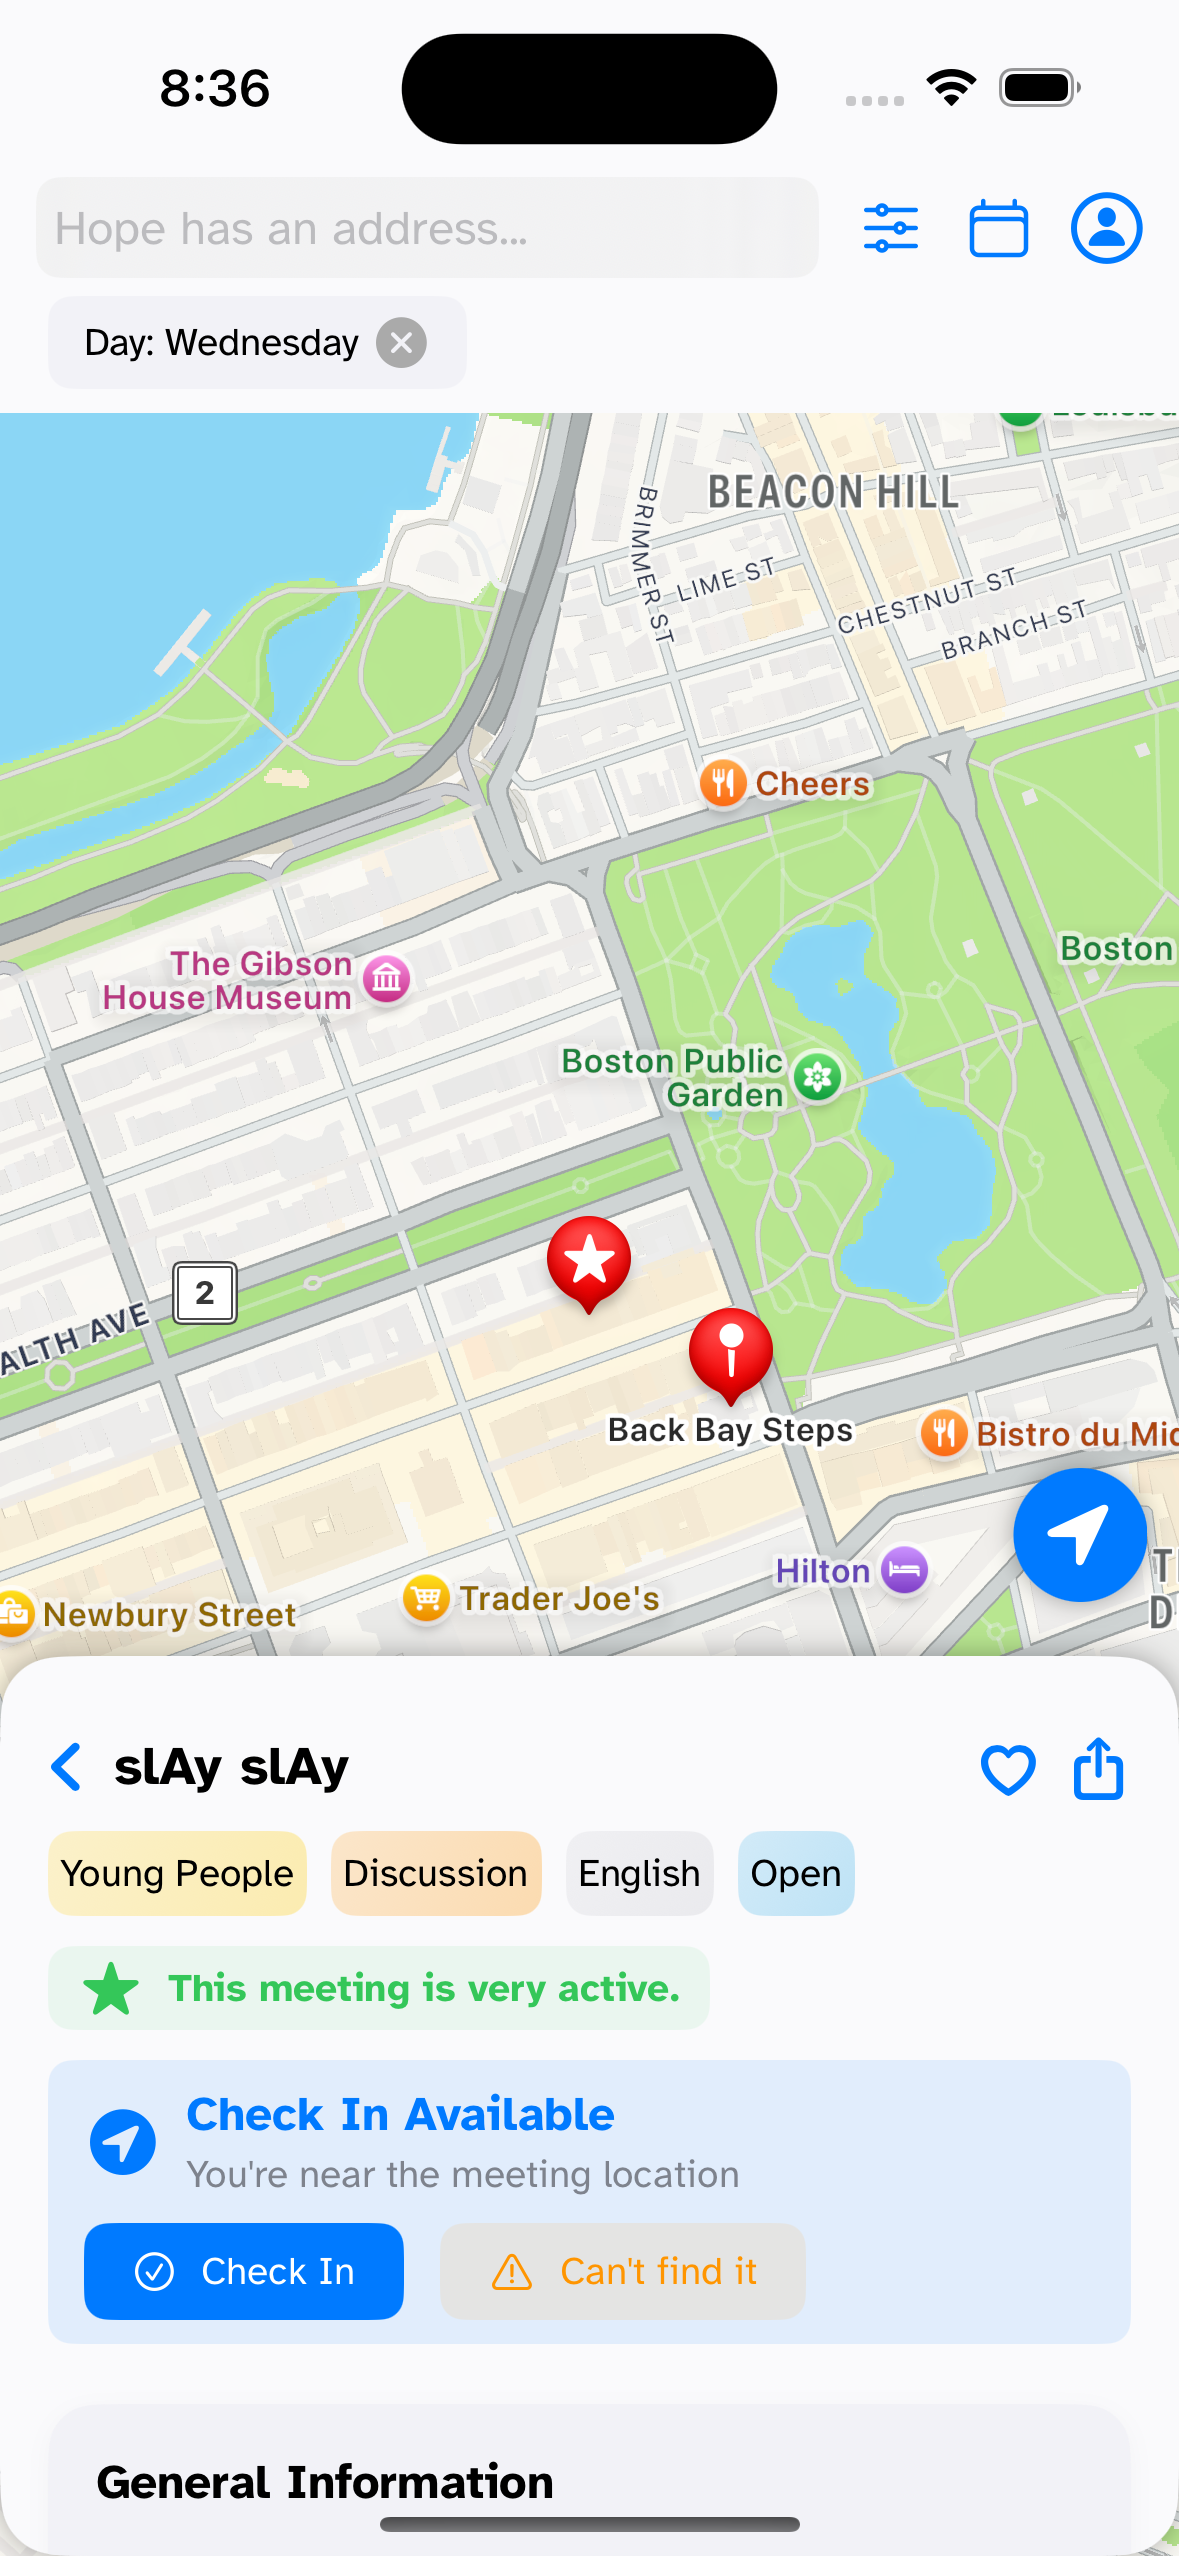 8:36
Hope has an address...
Day: Wednesday
BEACON HILL
BRIMMER ST
LIME ST
CHESTNUT ST
BRANCH ST
Cheers
The Gibson
House Museum
Boston
Boston Public
Garden
2
ALTH AVE
Back Bay Steps
Bistro du Mic
Hilton
Trader Joe's
Newbury Street
slAy slAy
Young People
Discussion
English
Open
This meeting is very active.
Check In Available
You're near the meeting location
Check In
Can't find it
General Information